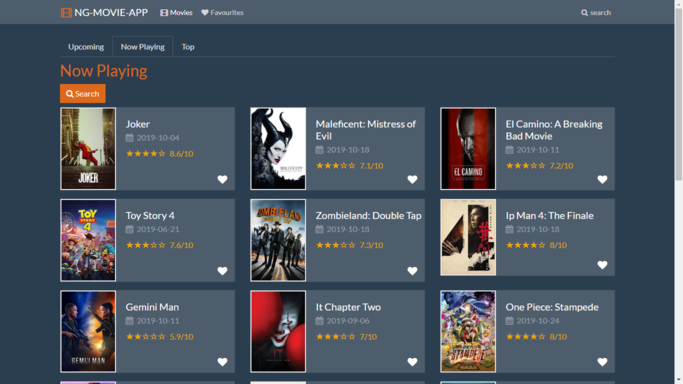 NG-MOVIE-APP Movies Favourites search
Upcoming Now Playing Top
Now Playing
Search
Joker
2019-10-04
8.6/10
JOKER
Maleficent: Mistress of
Evil
2019-10-18
7.1/10
El Camino: A Breaking
Bad Movie
2019-10-11
7.2/10
EL CAMINO
Toy Story 4
2019-06-21
7.6/10
TOY STORY 4
Zombieland: Double Tap
2019-10-18
7.3/10
ZOMBIELAND
Ip Man 4: The Finale
2019-10-18
8/10
Gemini Man
2019-10-11
5.9/10
GEMINI MAN
It Chapter Two
2019-09-06
7/10
One Piece: Stampede
2019-10-24
8/10
STAMPEDE